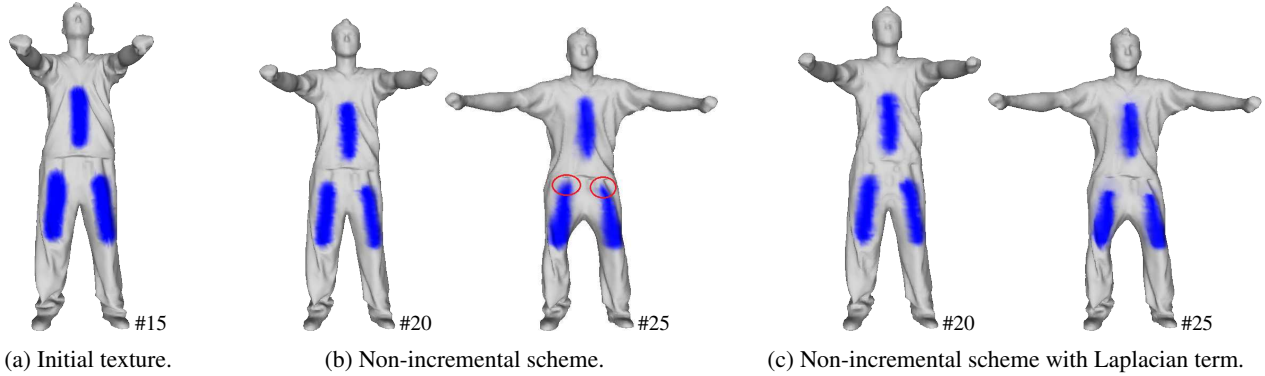 #15
#20
#25
#20
#25
(a) Initial texture.
(b) Non-incremental scheme.
(c) Non-incremental scheme with Laplacian term.